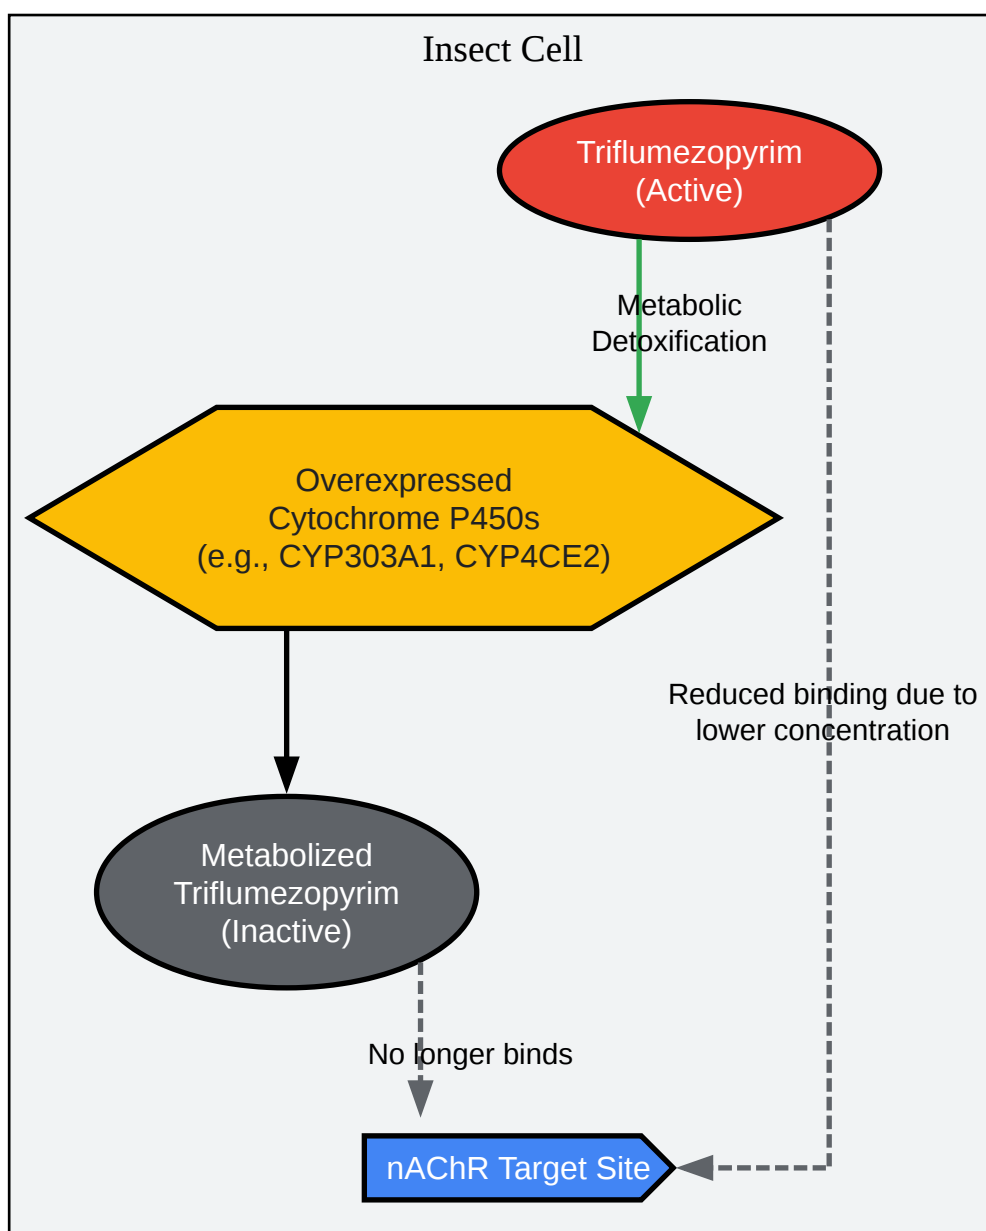 Insect Cell
Triflumezopyrim
(Active)
Metabolic
Detoxification
Overexpressed
Cytochrome P450s
(e.g., CYP303A1, CYP4CE2)
Reduced binding due to
lower concentration
Metabolized
Triflumezopyrim
(Inactive)
No longer binds
nAChR Target Site